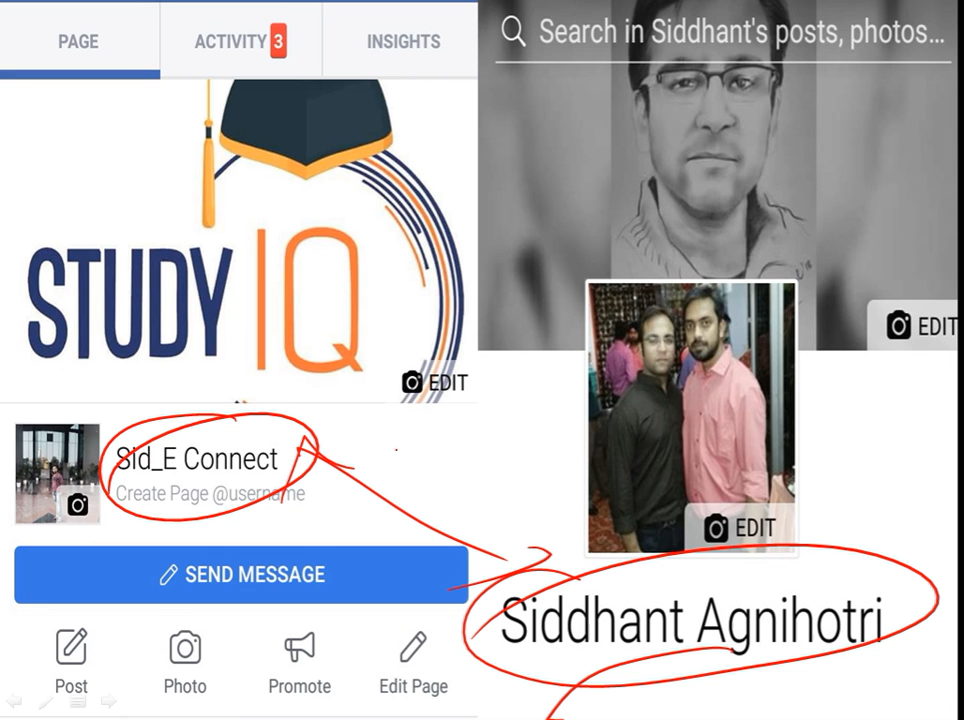 PAGE
ACTIVITY 3
INSIGHTS
STUDY IQ
EDIT
Sid_E Connect
Create Page @username
SEND MESSAGE
Post
Photo
Promote
Edit Page
Search in Siddhant's posts, photos...
EDIT
EDIT
Siddhant Agnihotri